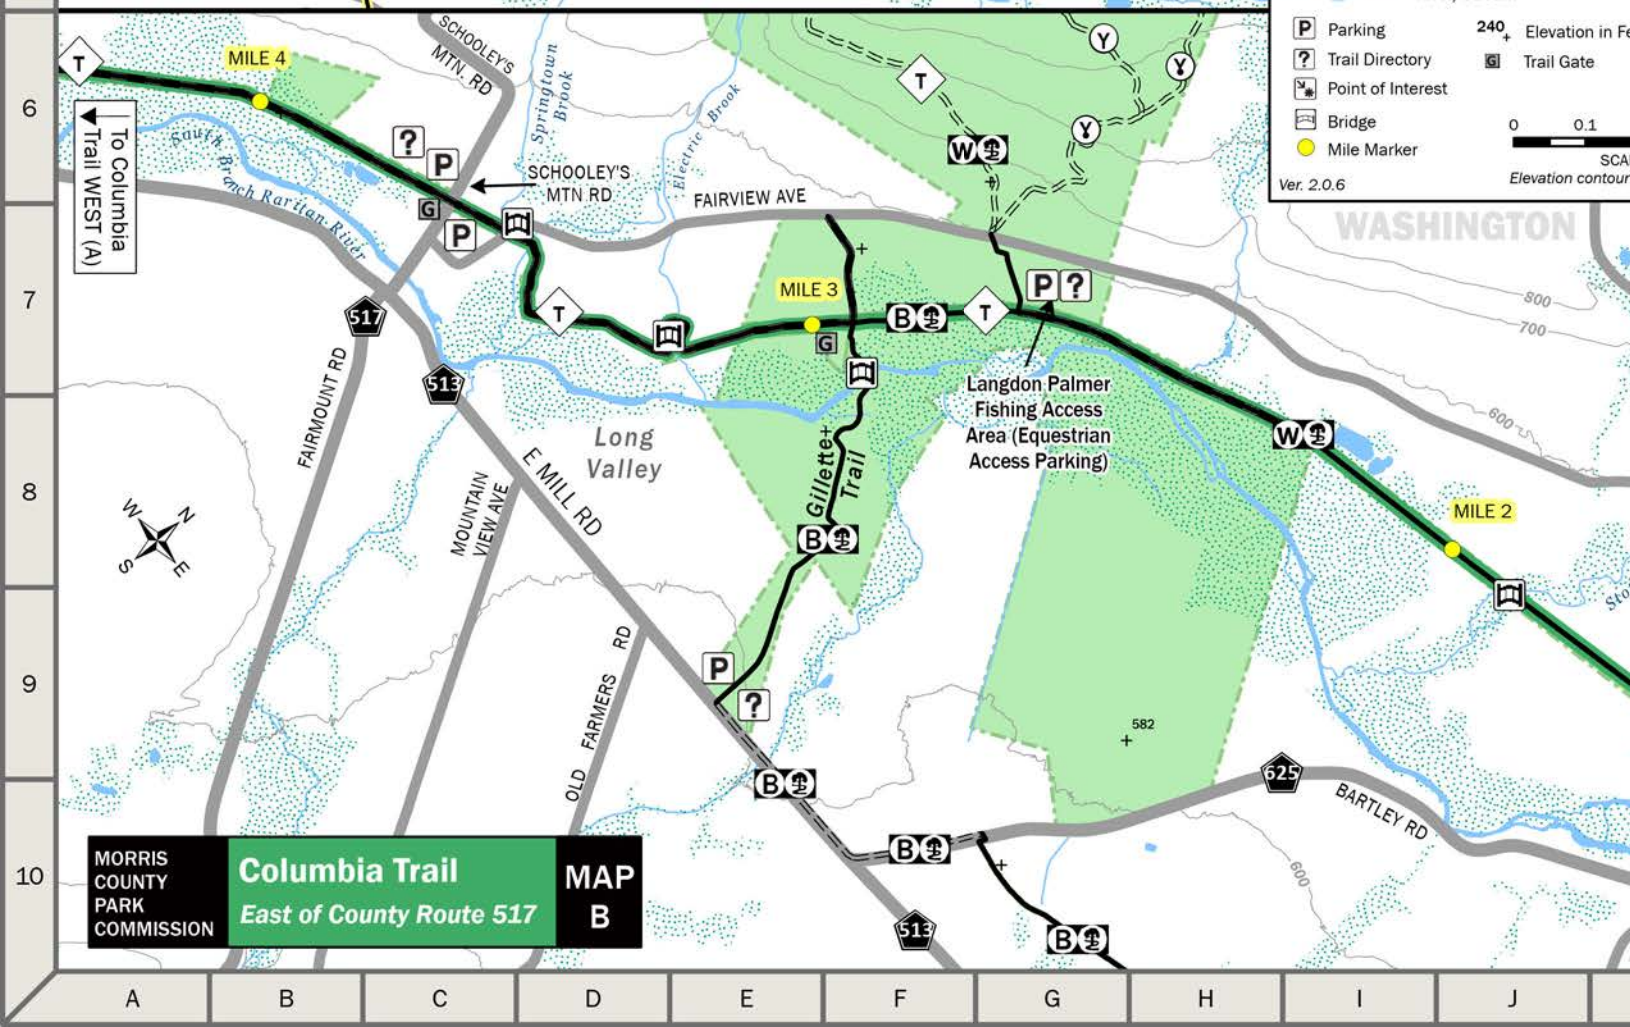 Parking
Trail Directory
Point of Interest
Bridge
Mile Marker
Ver. 2.0.6
240
Elevation in Fe
G Trail Gate
0 0.1
SCA
Elevation contour
WASHINGTON
6
7
8
9
10
A B C D E F G H I J
T
MILE 4
SCHOOLEY'S
MTN. RD
Springtown
Brook
Electric Brook
To Columbia
Trail WEST (A)
South Branch Raritan River
? P
G
P
SCHOOLEY'S
MTN RD
FAIRVIEW AVE
T
Y
Y
Y
W
MILE 3
P ?
T
B
T
G
800
700
600
517
513
FAIRMOUNT RD
Long
Valley
E MILL RD
MOUNTAIN
VIEW AVE
Langdon Palmer
Fishing Access
Area (Equestrian
Access Parking)
Gillette
Trail
W
MILE 2
B
W
N
S
E
Sto
P
?
OLD FARMERS RD
582
B
625
BARTLEY RD
B
600
513
B
MORRIS
COUNTY
PARK
COMMISSION
Columbia Trail
East of County Route 517
MAP
B